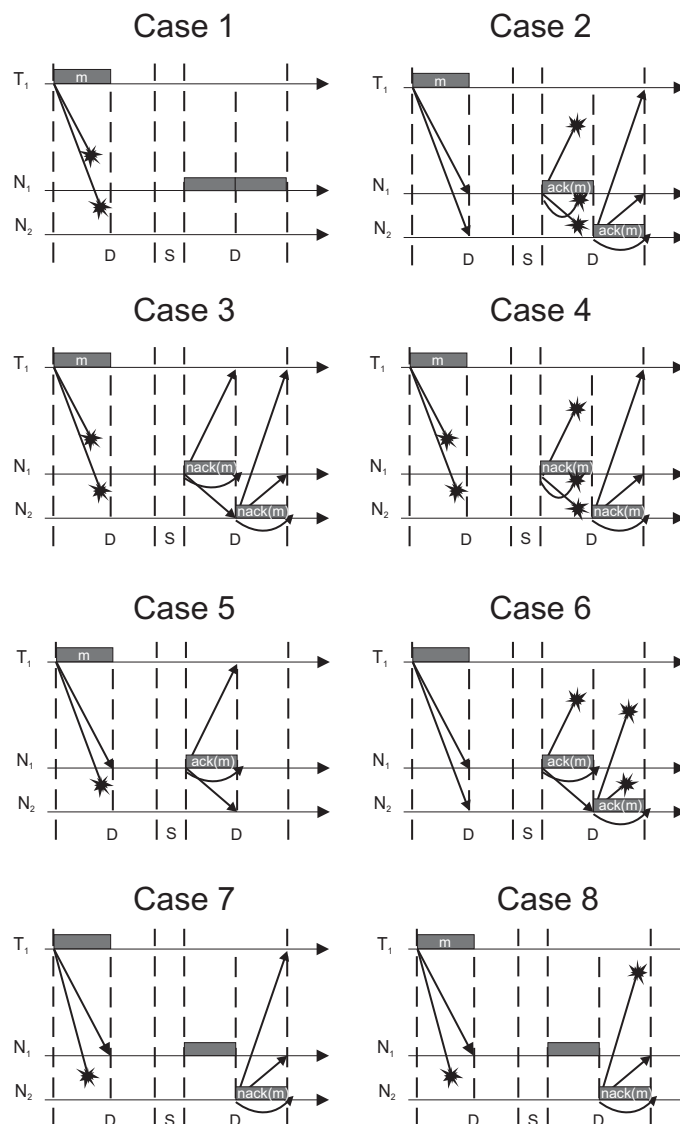 Case 1
T1 m
N1
N2
D S D
Case 2
T1 m
N1 ack(m)
N2 ack(m)
D S D
Case 3
T1 m
N1 nack(m)
N2 nack(m)
D S D
Case 4
T1 m
N1 nack(m)
N2 nack(m)
D S D
Case 5
T1 m
N1 ack(m)
N2
D S D
Case 6
T1
N1 ack(m)
N2 ack(m)
D S D
Case 7
T1
N1
N2 nack(m)
D S D
Case 8
T1 m
N1
N2 nack(m)
D S D